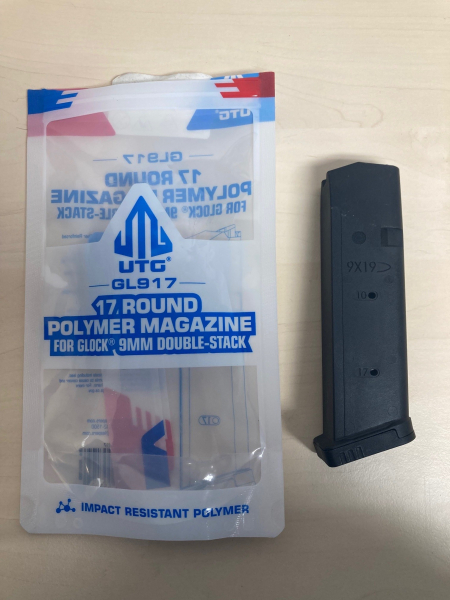 UTG
GL917
17 ROUND
POLYMER MAGAZINE
FOR GLOCK® 9MM DOUBLE-STACK
UTG®
GL917
17 ROUND
POLYMER MAGAZINE
FOR GLOCK® 9MM DOUBLE-STACK
IMPACT RESISTANT POLYMER
9X19
10
17